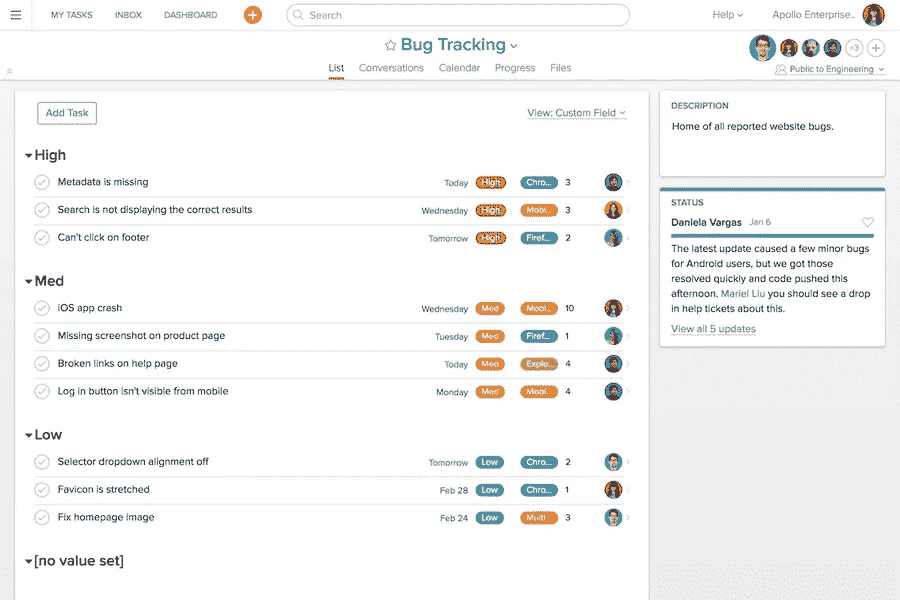 MY TASKS INBOX DASHBOARD + Search Help Apollo Enterprise..
Bug Tracking
+3 +
List Conversations Calendar Progress Files
Public to Engineering
Add Task
View: Custom Field
High
Metadata is missing Today High Chro... 3
Search is not displaying the correct results Wednesday High Mobi... 3
Can't click on footer Tomorrow High Firef... 2
Med
iOS app crash Wednesday Med Mobi... 10
Missing screenshot on product page Tuesday Med Firef... 1
Broken links on help page Today Med Explo... 4
Log in button isn't visible from mobile Monday Med Mobi... 4
Low
Selector dropdown alignment off Tomorrow Low Chro... 2
Favicon is stretched Feb 28 Low Chro... 1
Fix homepage image Feb 24 Low Multi... 3
[no value set]
DESCRIPTION
Home of all reported website bugs.
STATUS
Daniela Vargas Jan 6
The latest update caused a few minor bugs
for Android users, but we got those
resolved quickly and code pushed this
afternoon. Mariel Liu you should see a drop
in help tickets about this.
View all 5 updates